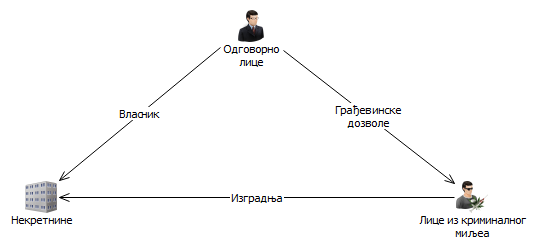 Одговорно
лице
Власник
Грађевинске
дозволе
Изградња
Некретнине
Лице из криминалног
миљеа